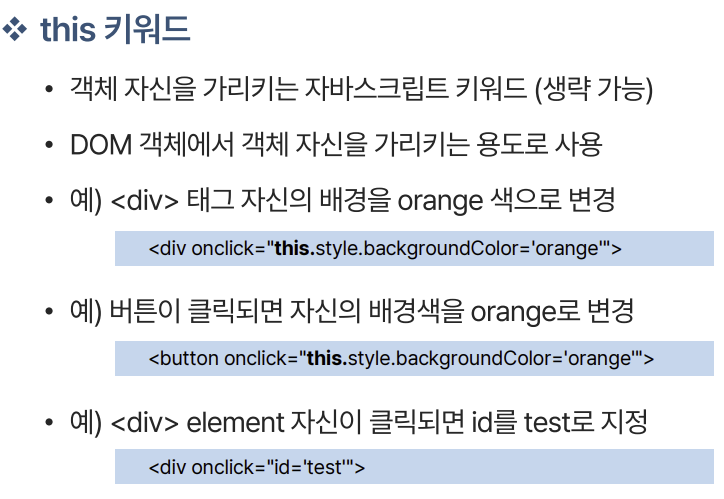 ❖ this 키워드
• 객체 자신을 가리키는 자바스크립트 키워드 (생략 가능)
• DOM 객체에서 객체 자신을 가리키는 용도로 사용
• 예) <div> 태그 자신의 배경을 orange 색으로 변경
<div onclick="this.style.backgroundColor='orange'">
• 예) 버튼이 클릭되면 자신의 배경색을 orange로 변경
<button onclick="this.style.backgroundColor='orange'">
• 예) <div> element 자신이 클릭되면 id를 test로 지정
<div onclick="id='test'">